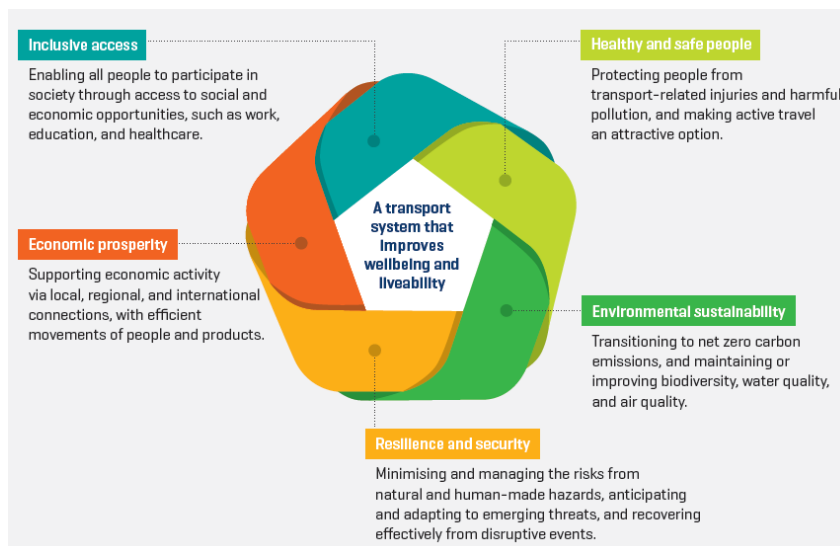 Inclusive access
Enabling all people to participate in
society through access to social and
economic opportunities, such as work,
education, and healthcare.
Healthy and safe people
Protecting people from
transport-related injuries and harmful
pollution, and making active travel
an attractive option.
A transport
system that
improves
wellbeing and
liveability
Economic prosperity
Supporting economic activity
via local, regional, and international
connections, with efficient
movements of people and products.
Environmental sustainability
Transitioning to net zero carbon
emissions, and maintaining or
improving biodiversity, water quality,
and air quality.
Resilience and security
Minimising and managing the risks from
natural and human-made hazards, anticipating
and adapting to emerging threats, and recovering
effectively from disruptive events.